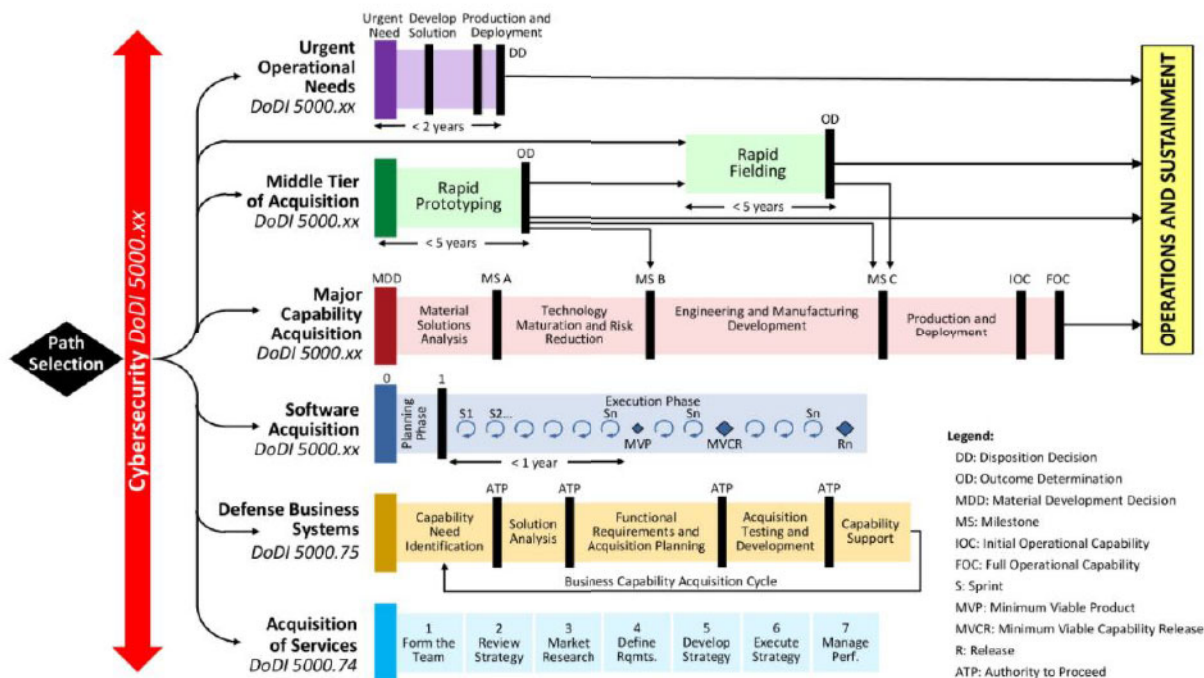 Urgent
Need
Develop
Solution
Production and
Deployment
Urgent
Operational
Needs
DoDI 5000.xx
DD
< 2 years
Middle Tier
of Acquisition
DoDI 5000.xx
Rapid
Prototyping
OD
< 5 years
Rapid
Fielding
OD
< 5 years
Major
Capability
Acquisition
DoDI 5000.xx
MDD
MS A
MS B
MS C
IOC
FOC
Material
Solutions
Analysis
Technology
Maturation and Risk
Reduction
Engineering and Manufacturing
Development
Production and
Deployment
Path
Selection
Cybersecurity DoDI 5000.xx
OPERATIONS AND SUSTAINMENT
Software
Acquisition
DoDI 5000.xx
0
1
Planning
Phase
Execution Phase
S1
S2...
Sn
Sn
Sn
MVP
MVCR
Rn
< 1 year
Defense Business
Systems
DoDI 5000.75
ATP
ATP
ATP
ATP
Capability
Need
Identification
Solution
Analysis
Functional
Requirements and
Acquisition Planning
Acquisition
Testing and
Development
Capability
Support
Business Capability Acquisition Cycle
Acquisition
of Services
DoDI 5000.74
1
Form the
Team
2
Review
Strategy
3
Market
Research
4
Define
Rqmts.
5
Develop
Strategy
6
Execute
Strategy
7
Manage
Perf.
Legend:
DD: Disposition Decision
OD: Outcome Determination
MDD: Material Development Decision
MS: Milestone
IOC: Initial Operational Capability
FOC: Full Operational Capability
S: Sprint
MVP: Minimum Viable Product
MVCR: Minimum Viable Capability Release
R: Release
ATP: Authority to Proceed